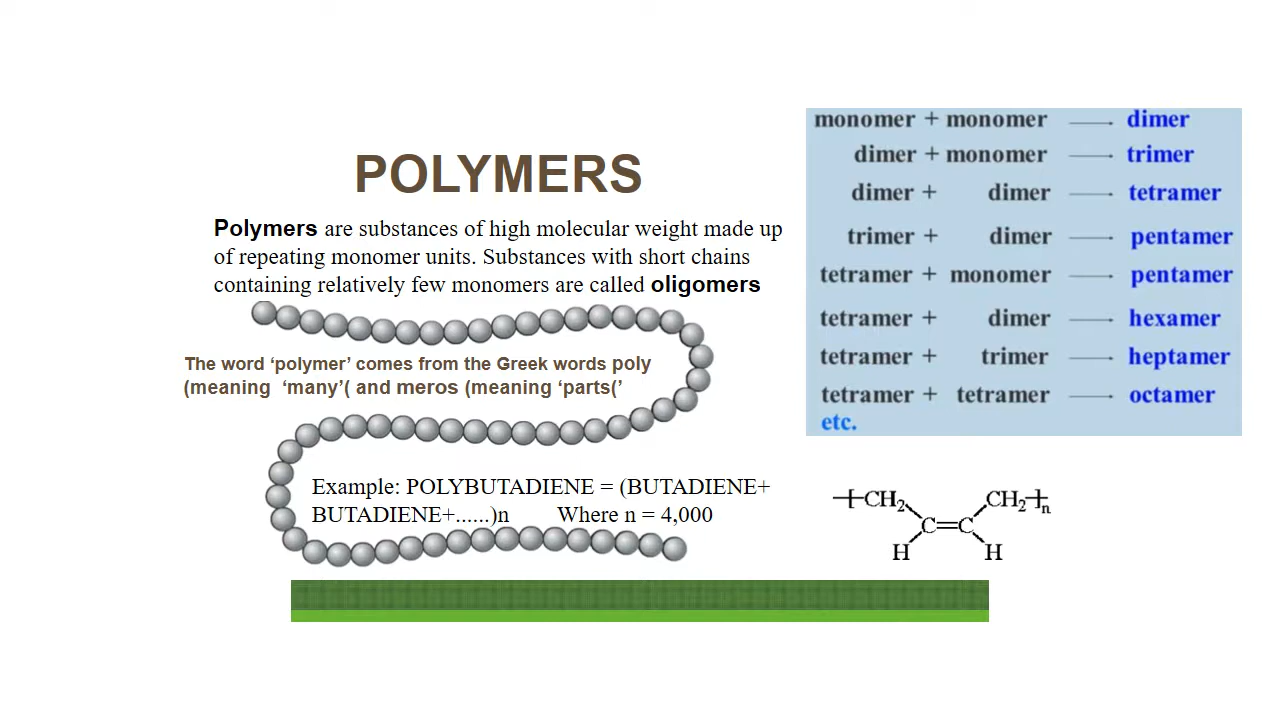 POLYMERS
Polymers are substances of high molecular weight made up
of repeating monomer units. Substances with short chains
containing relatively few monomers are called oligomers
The word ‘polymer’ comes from the Greek words poly
(meaning ‘many’( and meros (meaning ‘parts(’
Example: POLYBUTADIENE = (BUTADIENE+
BUTADIENE+......)n Where n = 4,000
monomer + monomer ⟶ dimer
dimer + monomer ⟶ trimer
dimer + dimer ⟶ tetramer
trimer + dimer ⟶ pentamer
tetramer + monomer ⟶ pentamer
tetramer + dimer ⟶ hexamer
tetramer + trimer ⟶ heptamer
tetramer + tetramer ⟶ octamer
etc.
[CH₂ CH₂]n
C=C
H H